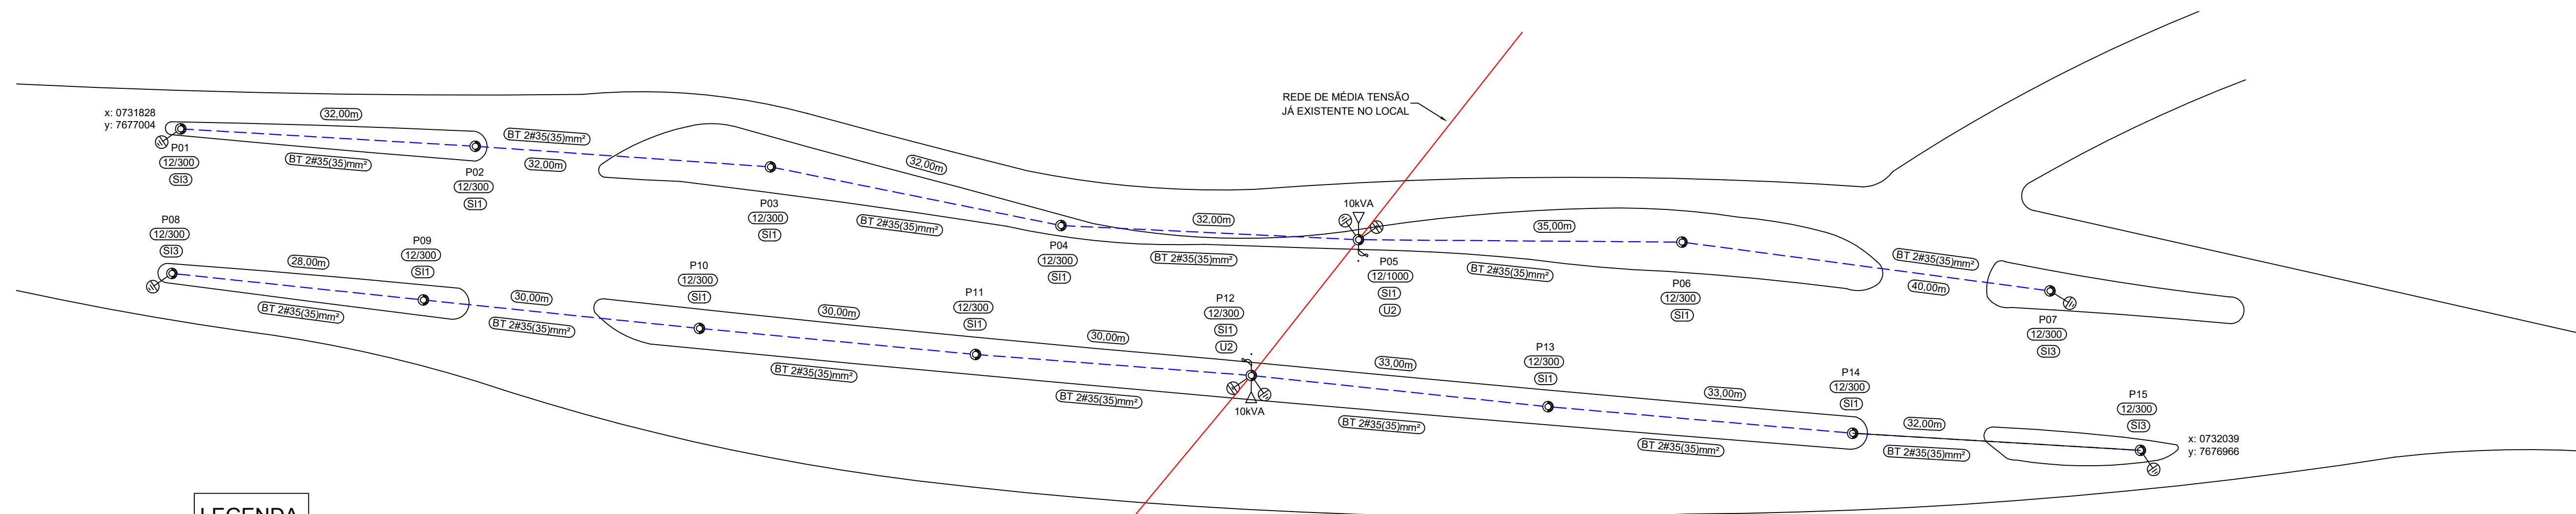 REDE DE MÉDIA TENSÃO
JÁ EXISTENTE NO LOCAL
x: 0731828
y: 7677004
32,00m
BT 2#35(35)mm²
P01
12/300
SI3
BT 2#35(35)mm²
32,00m
P02
12/300
SI1
32,00m
P03
12/300
SI1
BT 2#35(35)mm²
P04
12/300
SI1
32,00m
BT 2#35(35)mm²
10kVA
P05
12/1000
SI1
U2
35,00m
BT 2#35(35)mm²
P06
12/300
SI1
BT 2#35(35)mm²
40,00m
P07
12/300
SI3
P08
12/300
SI3
28,00m
BT 2#35(35)mm²
P09
12/300
SI1
30,00m
BT 2#35(35)mm²
P10
12/300
SI1
30,00m
BT 2#35(35)mm²
P11
12/300
SI1
30,00m
BT 2#35(35)mm²
P12
12/300
SI1
U2
10kVA
33,00m
BT 2#35(35)mm²
P13
12/300
SI1
33,00m
BT 2#35(35)mm²
P14
12/300
SI1
32,00m
BT 2#35(35)mm²
P15
12/300
SI3
x: 0732039
y: 7676966
LEGENDA